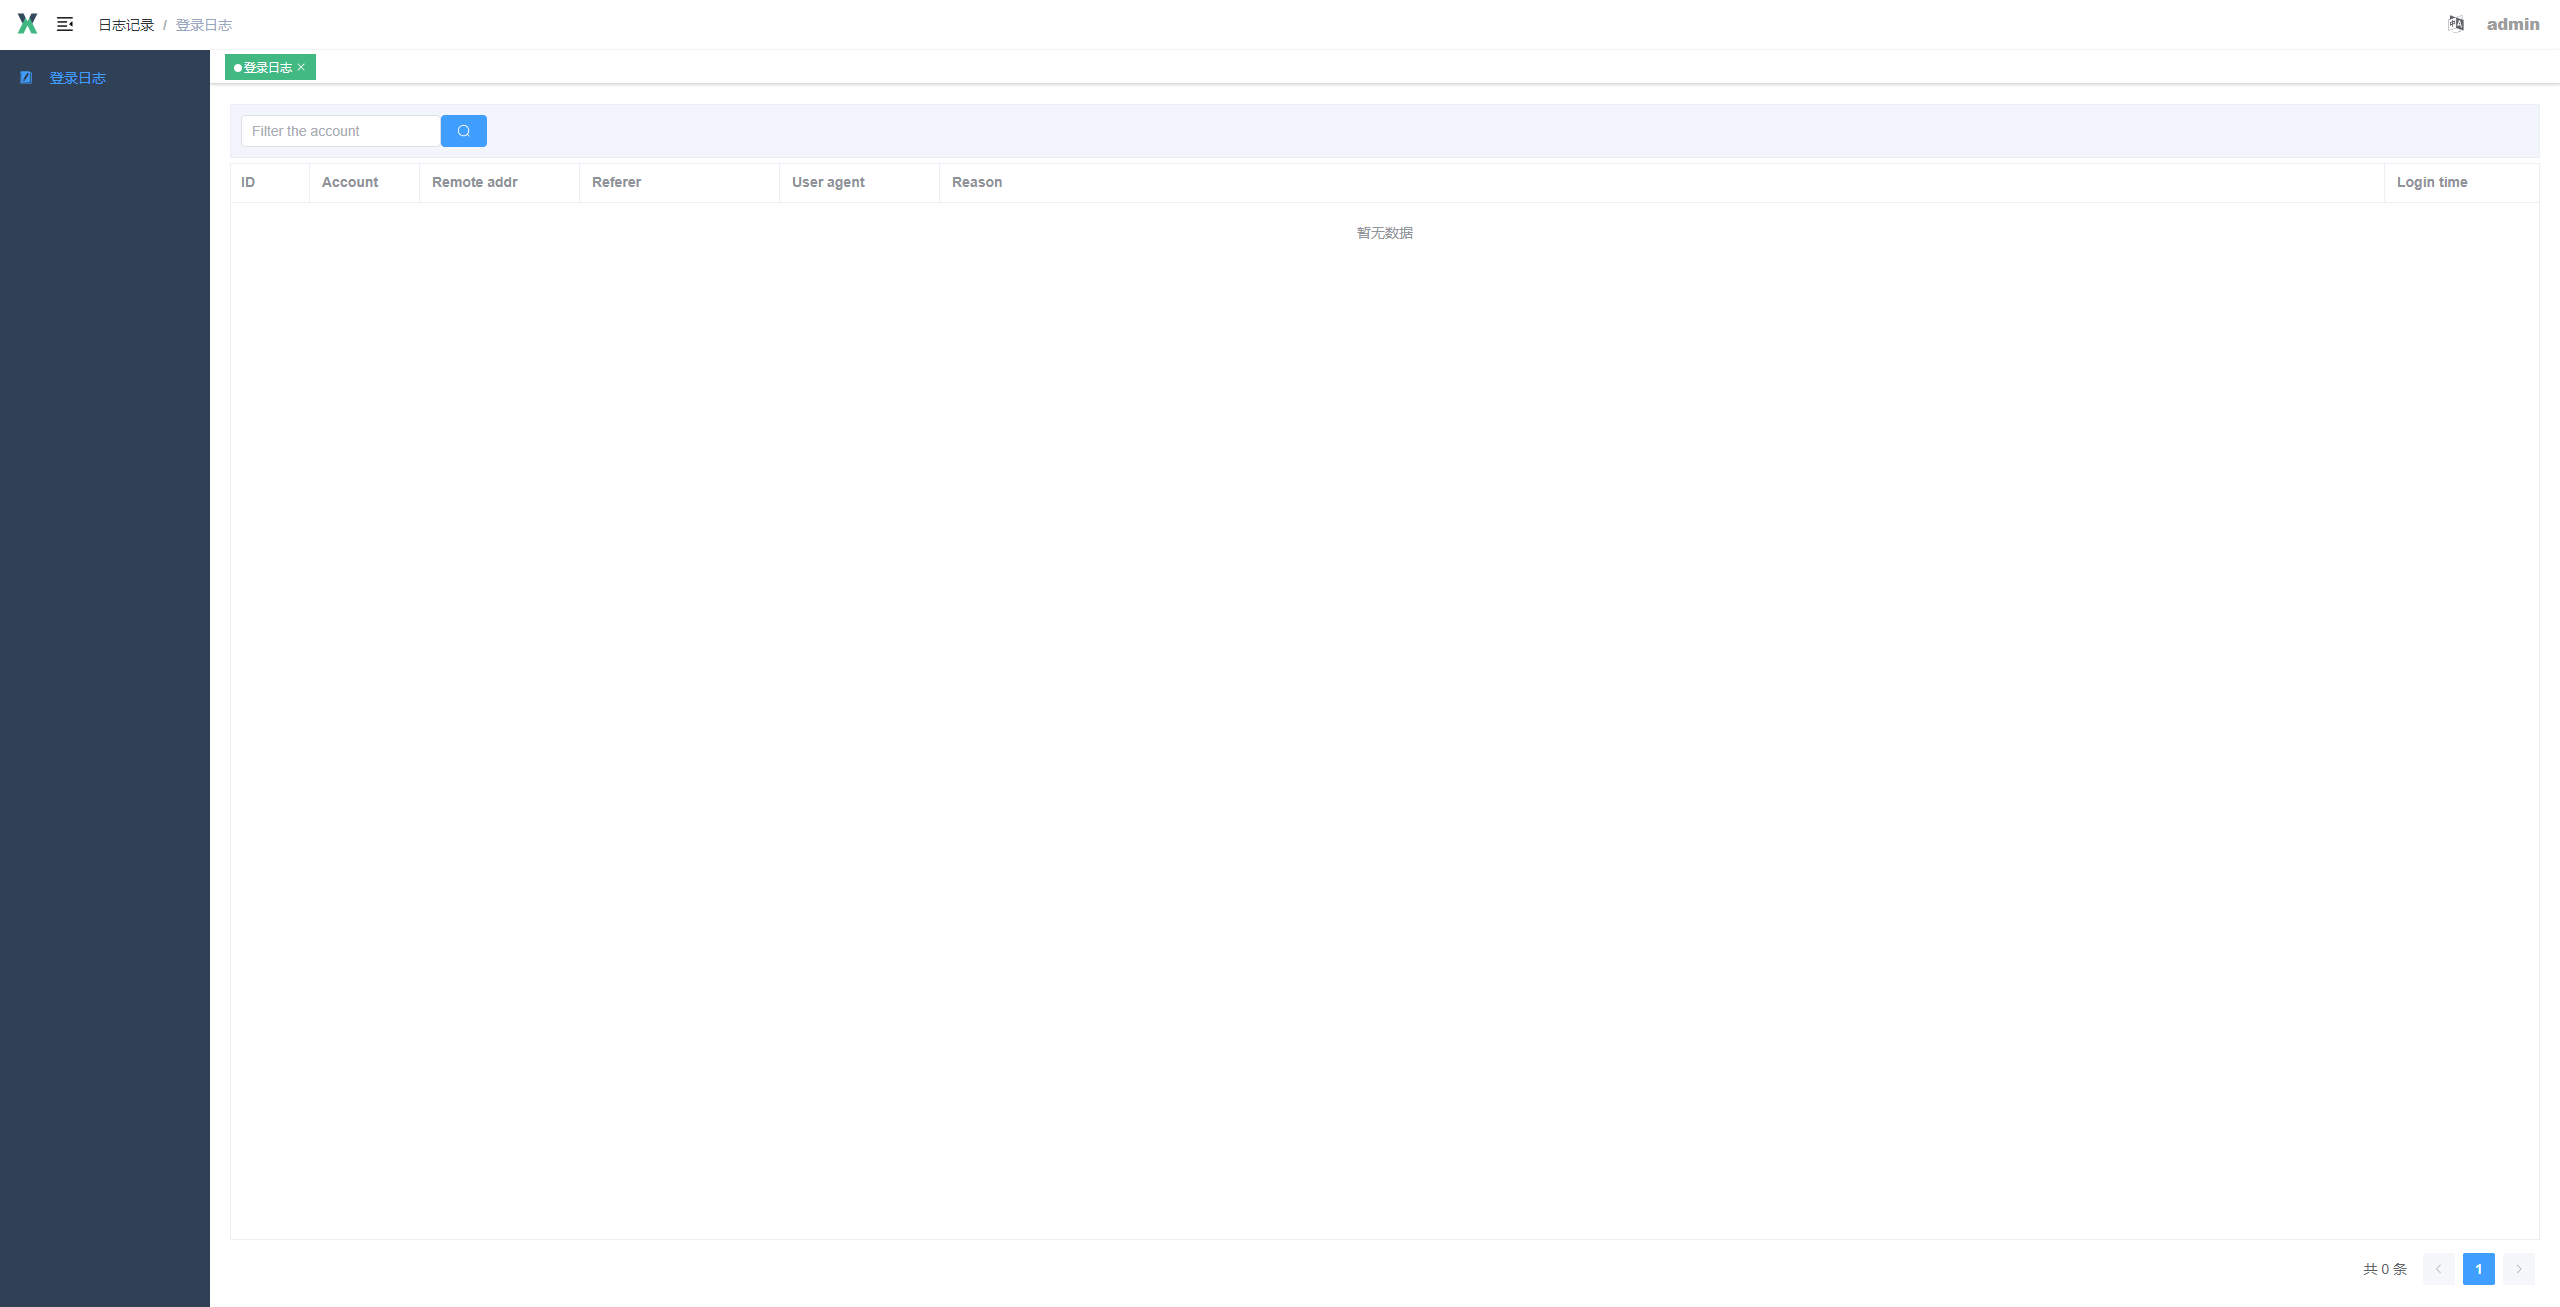 日志记录 / 登录日志
admin
登录日志
登录日志
Filter the account
ID Account Remote addr Referer User agent Reason Login time
暂无数据
共 0 条 1